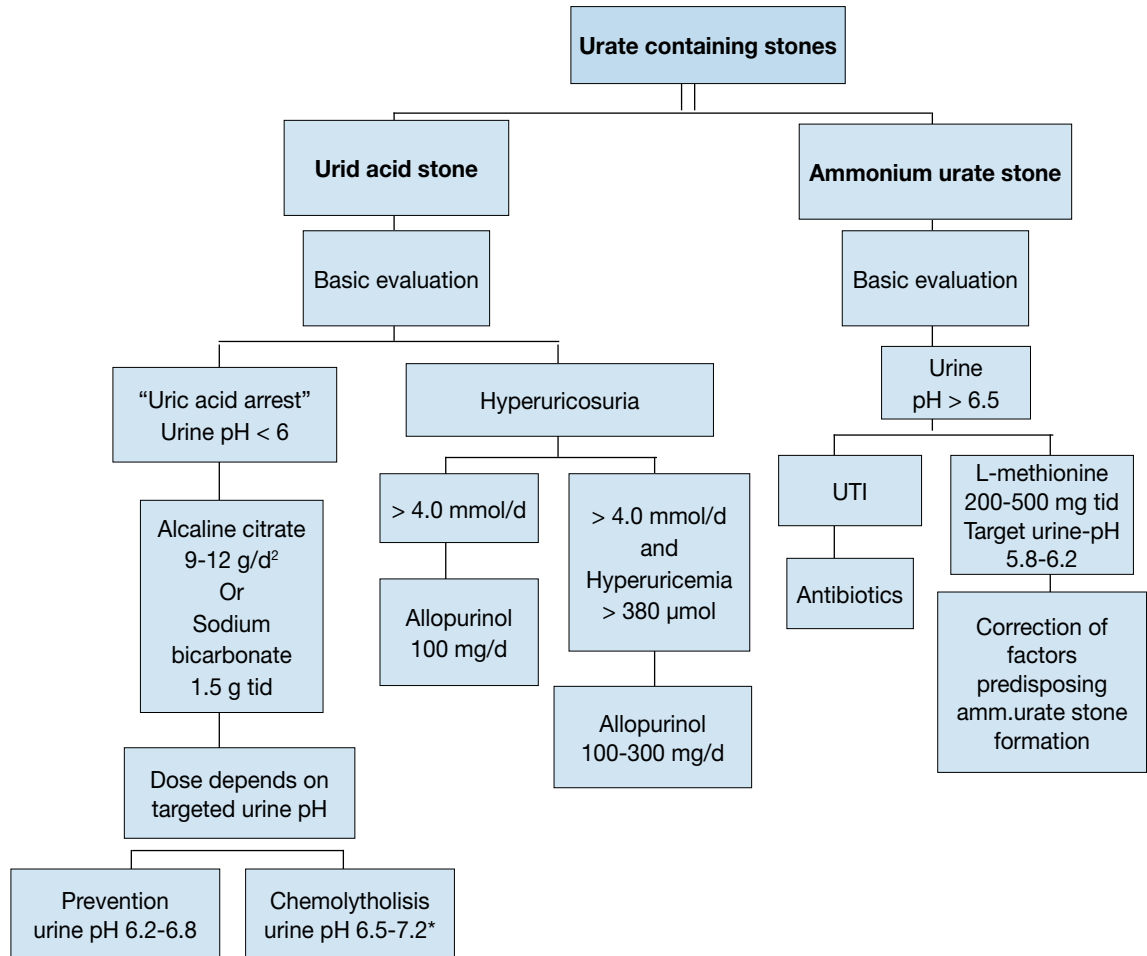 Urate containing stones
Urid acid stone
Ammonium urate stone
Basic evaluation
Basic evaluation
“Uric acid arrest”
Urine pH < 6
Hyperuricosuria
Urine
pH > 6.5
Alcaline citrate
9-12 g/d²
Or
Sodium
bicarbonate
1.5 g tid
> 4.0 mmol/d
> 4.0 mmol/d
and
Hyperuricemia
> 380 µmol
UTI
L-methionine
200-500 mg tid
Target urine-pH
5.8-6.2
Allopurinol
100 mg/d
Antibiotics
Correction of
factors
predisposing
amm.urate stone
formation
Allopurinol
100-300 mg/d
Dose depends on
targeted urine pH
Prevention
urine pH 6.2-6.8
Chemolytholisis
urine pH 6.5-7.2*